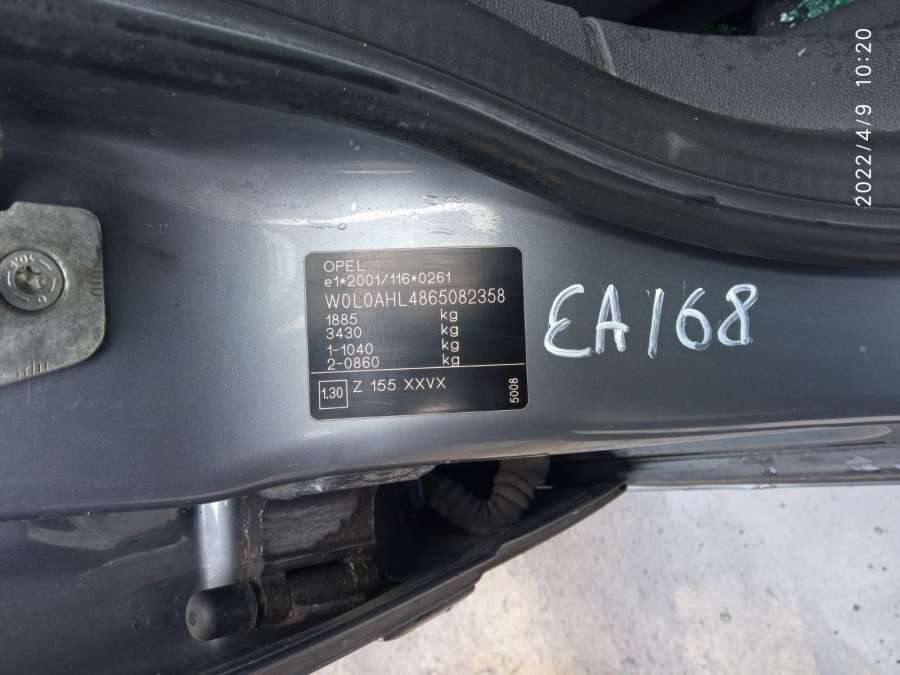 OPEL
e1*2001/116*0261
W0L0AHL4865082358
1885 kg
3430 kg
1-1040 kg
2-0860 kg
1.30 Z 155 XXVX
5008
EA168
2022/4/9 10:20